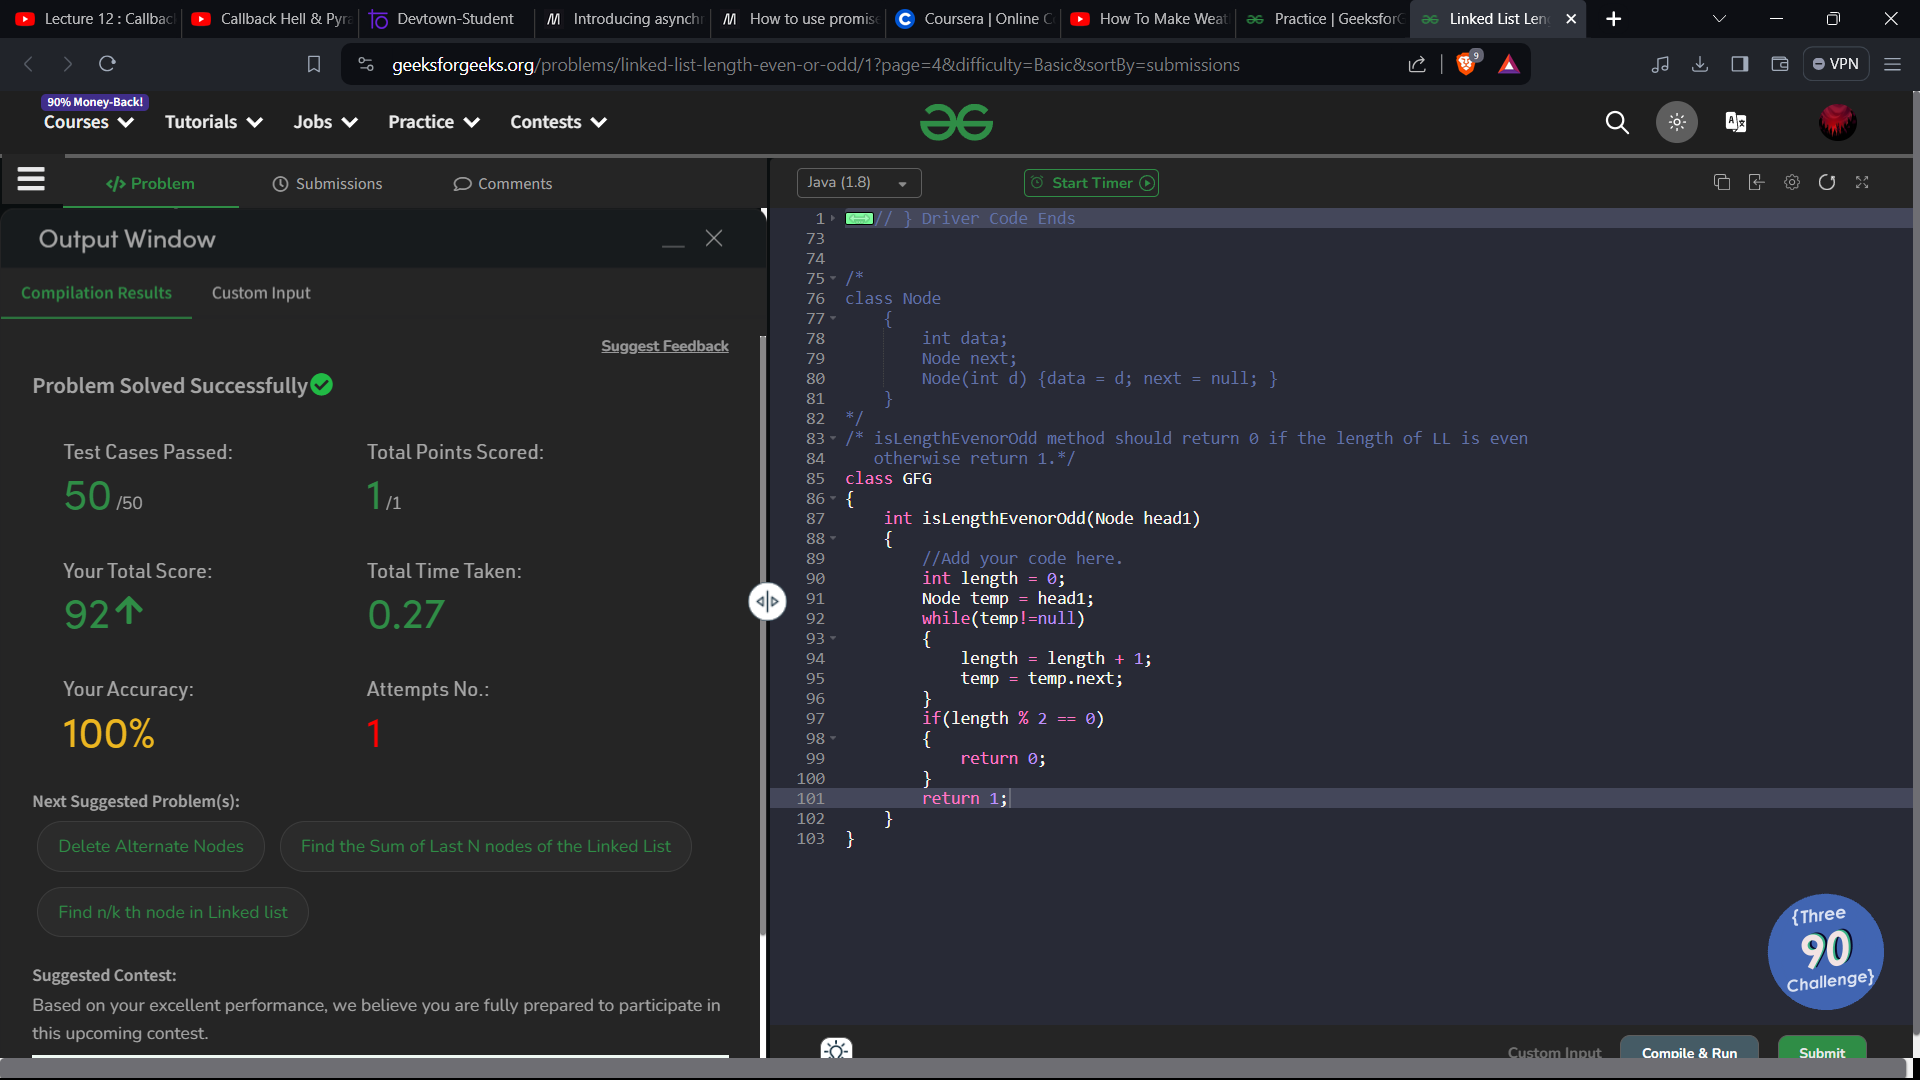 Lecture 12 : Callbac
Callback Hell & Pyra
Devtown-Student
Introducing asynchr
How to use promise
Coursera | Online C
How To Make Weat
Practice | GeeksforG
Linked List Len
geeksforgeeks.org/problems/linked-list-length-even-or-odd/1?page=4&difficulty=Basic&sortBy=submissions
9
VPN
90% Money-Back!
Courses
Tutorials
Jobs
Practice
Contests
</> Problem
Submissions
Comments
Java (1.8)
Start Timer
Output Window
Compilation Results
Custom Input
Suggest Feedback
Problem Solved Successfully
Test Cases Passed:
50 /50
Total Points Scored:
1 /1
Your Total Score:
92
Total Time Taken:
0.27
Your Accuracy:
100%
Attempts No.:
1
Next Suggested Problem(s):
Delete Alternate Nodes
Find the Sum of Last N nodes of the Linked List
Find n/k th node in Linked list
Suggested Contest:
Based on your excellent performance, we believe you are fully prepared to participate in
this upcoming contest.
1 // } Driver Code Ends
73
74
75 /*
76 class Node
77 {
78 int data;
79 Node next;
80 Node(int d) {data = d; next = null; }
81 }
82 */
83 /* isLengthEvenorOdd method should return 0 if the length of LL is even
84 otherwise return 1.*/
85 class GFG
86 {
87 int isLengthEvenorOdd(Node head1)
88 {
89 //Add your code here.
90 int length = 0;
91 Node temp = head1;
92 while(temp!=null)
93 {
94 length = length + 1;
95 temp = temp.next;
96 }
97 if(length % 2 == 0)
98 {
99 return 0;
100 }
101 return 1;
102 }
103 }
{Three
90
Challenge}
Custom Input
Compile & Run
Submit